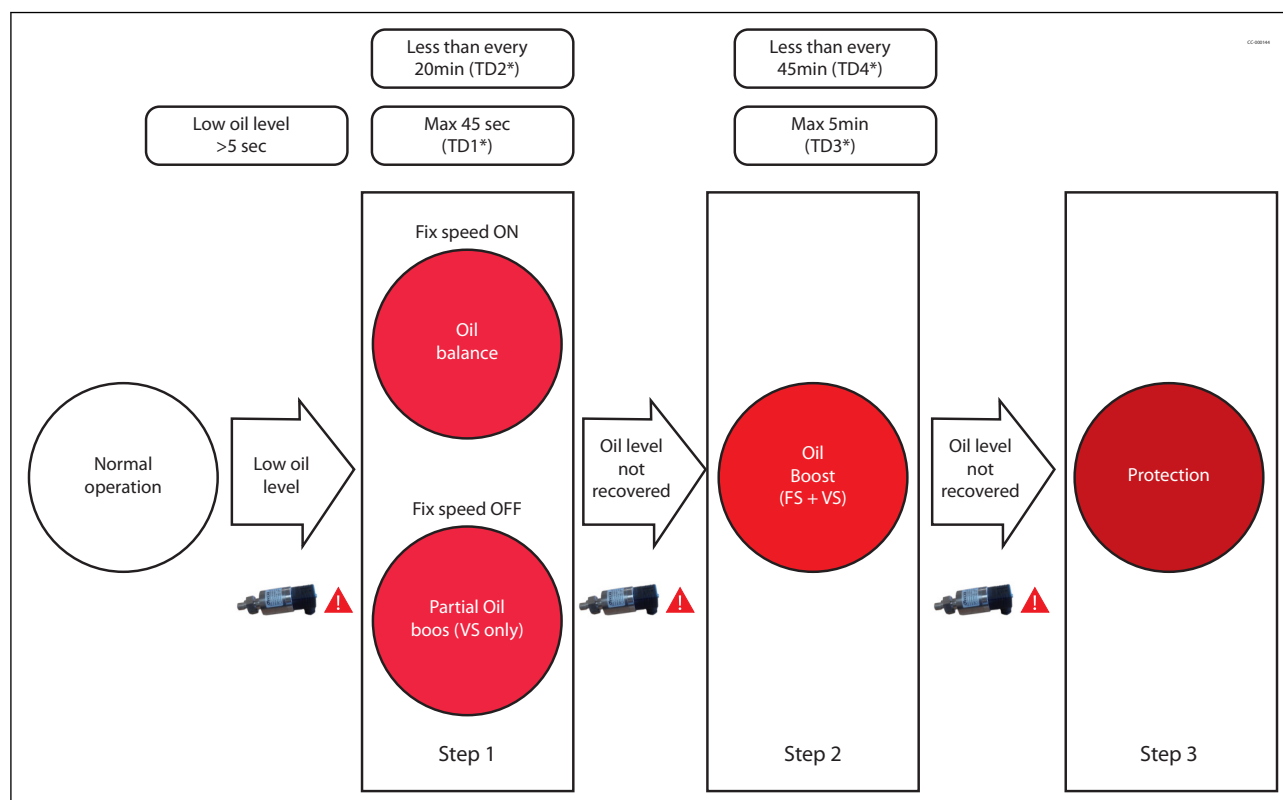 CC-000144
Less than every
20min (TD2*)
Less than every
45min (TD4*)
Low oil level
>5 sec
Max 45 sec
(TD1*)
Max 5min
(TD3*)
Fix speed ON
Oil
balance
Normal
operation
Low oil
level
Fix speed OFF
Partial Oil
boos (VS only)
Oil level
not
recovered
Oil
Boost
(FS + VS)
Oil level
not
recovered
Protection
Step 1
Step 2
Step 3